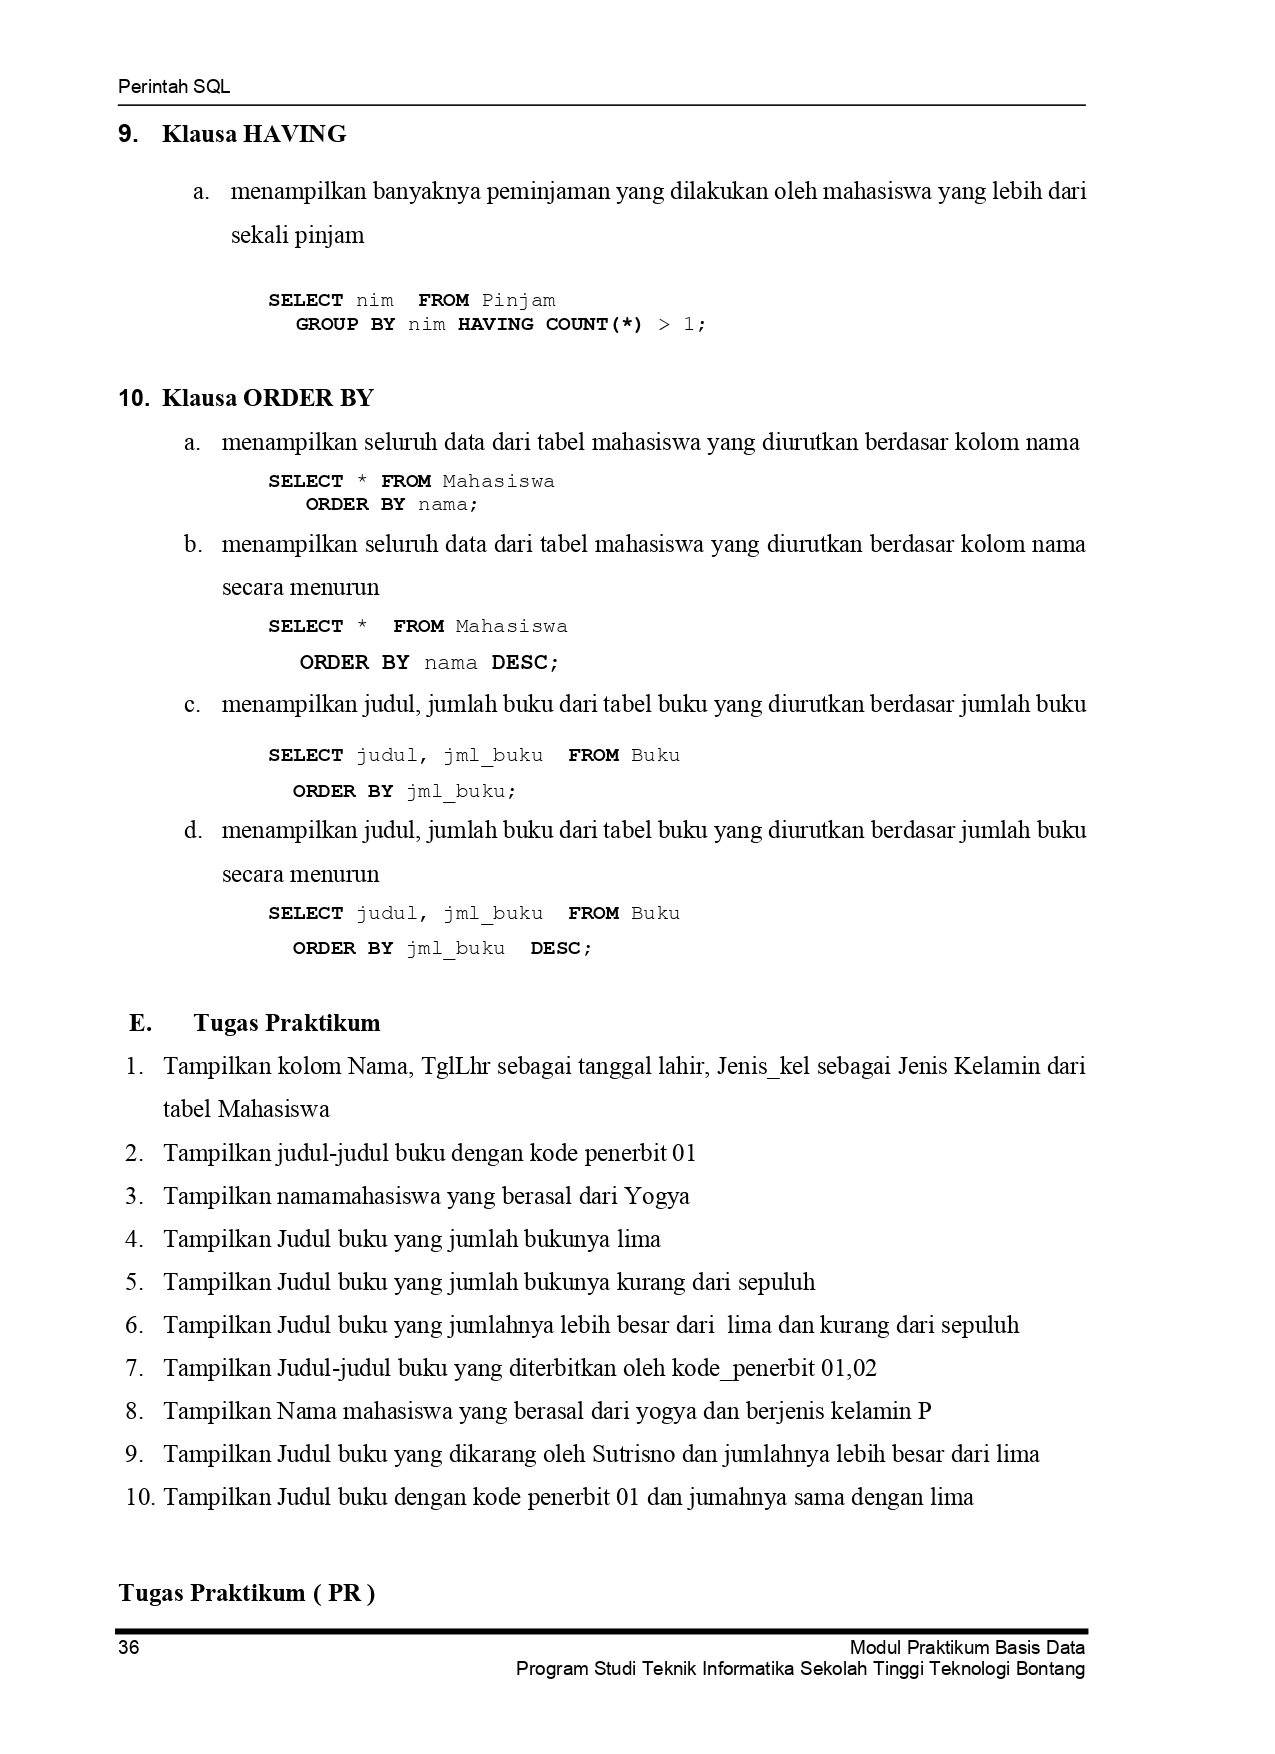 Perintah SQL
9. Klausa HAVING
a. menampilkan banyaknya peminjaman yang dilakukan oleh mahasiswa yang lebih dari
sekali pinjam
SELECT nim  FROM Pinjam
GROUP BY nim HAVING COUNT(*) > 1;
10. Klausa ORDER BY
a. menampilkan seluruh data dari tabel mahasiswa yang diurutkan berdasar kolom nama
SELECT * FROM Mahasiswa
ORDER BY nama;
b. menampilkan seluruh data dari tabel mahasiswa yang diurutkan berdasar kolom nama
secara menurun
SELECT *  FROM Mahasiswa
ORDER BY nama DESC;
c. menampilkan judul, jumlah buku dari tabel buku yang diurutkan berdasar jumlah buku
SELECT judul, jml_buku  FROM Buku
ORDER BY jml_buku;
d. menampilkan judul, jumlah buku dari tabel buku yang diurutkan berdasar jumlah buku
secara menurun
SELECT judul, jml_buku  FROM Buku
ORDER BY jml_buku  DESC;
E. Tugas Praktikum
1. Tampilkan kolom Nama, TglLhr sebagai tanggal lahir, Jenis_kel sebagai Jenis Kelamin dari
tabel Mahasiswa
2. Tampilkan judul-judul buku dengan kode penerbit 01
3. Tampilkan namamahasiswa yang berasal dari Yogya
4. Tampilkan Judul buku yang jumlah bukunya lima
5. Tampilkan Judul buku yang jumlah bukunya kurang dari sepuluh
6. Tampilkan Judul buku yang jumlahnya lebih besar dari  lima dan kurang dari sepuluh
7. Tampilkan Judul-judul buku yang diterbitkan oleh kode_penerbit 01,02
8. Tampilkan Nama mahasiswa yang berasal dari yogya dan berjenis kelamin P
9. Tampilkan Judul buku yang dikarang oleh Sutrisno dan jumlahnya lebih besar dari lima
10. Tampilkan Judul buku dengan kode penerbit 01 dan jumahnya sama dengan lima
Tugas Praktikum ( PR )
36 Modul Praktikum Basis Data
Program Studi Teknik Informatika Sekolah Tinggi Teknologi Bontang